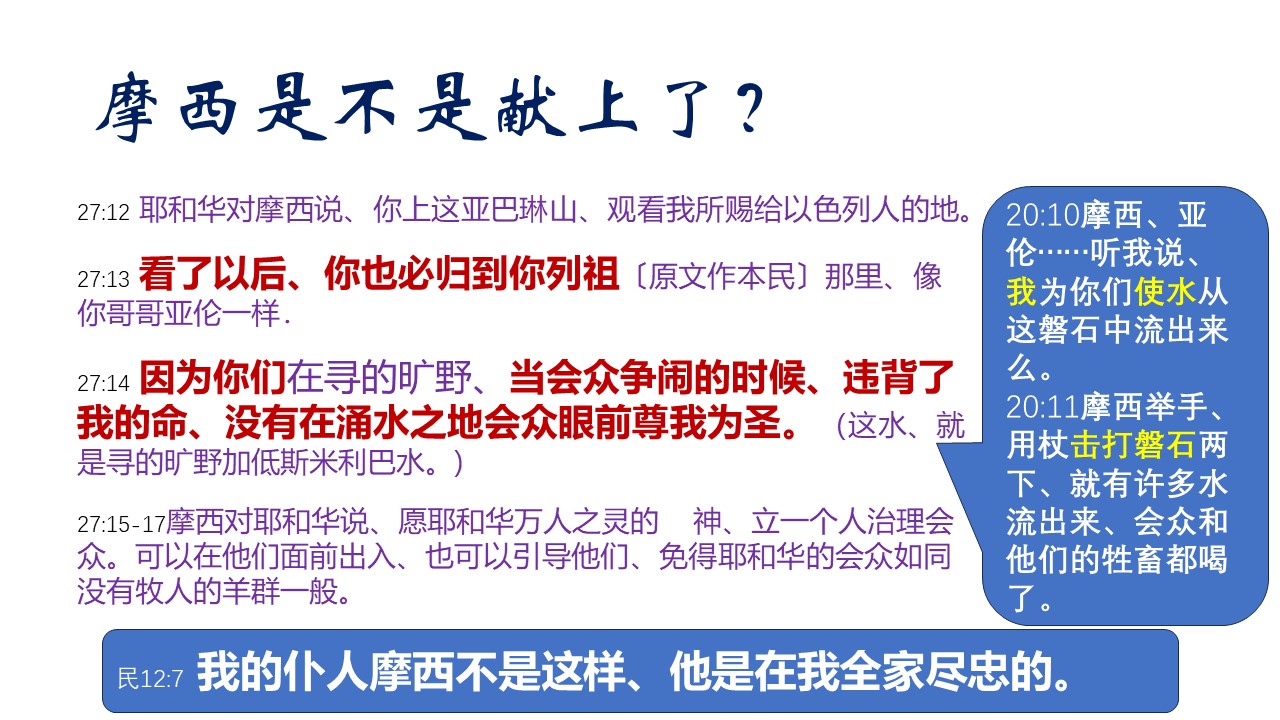 摩西是不是献上了?
27:12 耶和华对摩西说、你上这亚巴琳山、观看我所赐给以色列人的地。
27:13 看了以后、你也必归到你列祖〔原文作本民〕那里、像
你哥哥亚伦一样.
27:14 因为你们在寻的旷野、当会众争闹的时候、违背了
我的命、没有在涌水之地会众眼前尊我为圣。(这水、就
是寻的旷野加低斯米利巴水。)
27:15-17摩西对耶和华说、愿耶和华万人之灵的 神、立一个人治理会
众。可以在他们面前出入、也可以引导他们、免得耶和华的会众如同
没有牧人的羊群一般。
20:10摩西、亚
伦……听我说、
我为你们使水从
这磐石中流出来
么。
20:11摩西举手、
用杖击打磐石两
下、就有许多水
流出来、会众和
他们的牲畜都喝
了。
民12:7 我的仆人摩西不是这样、他是在我全家尽忠的。